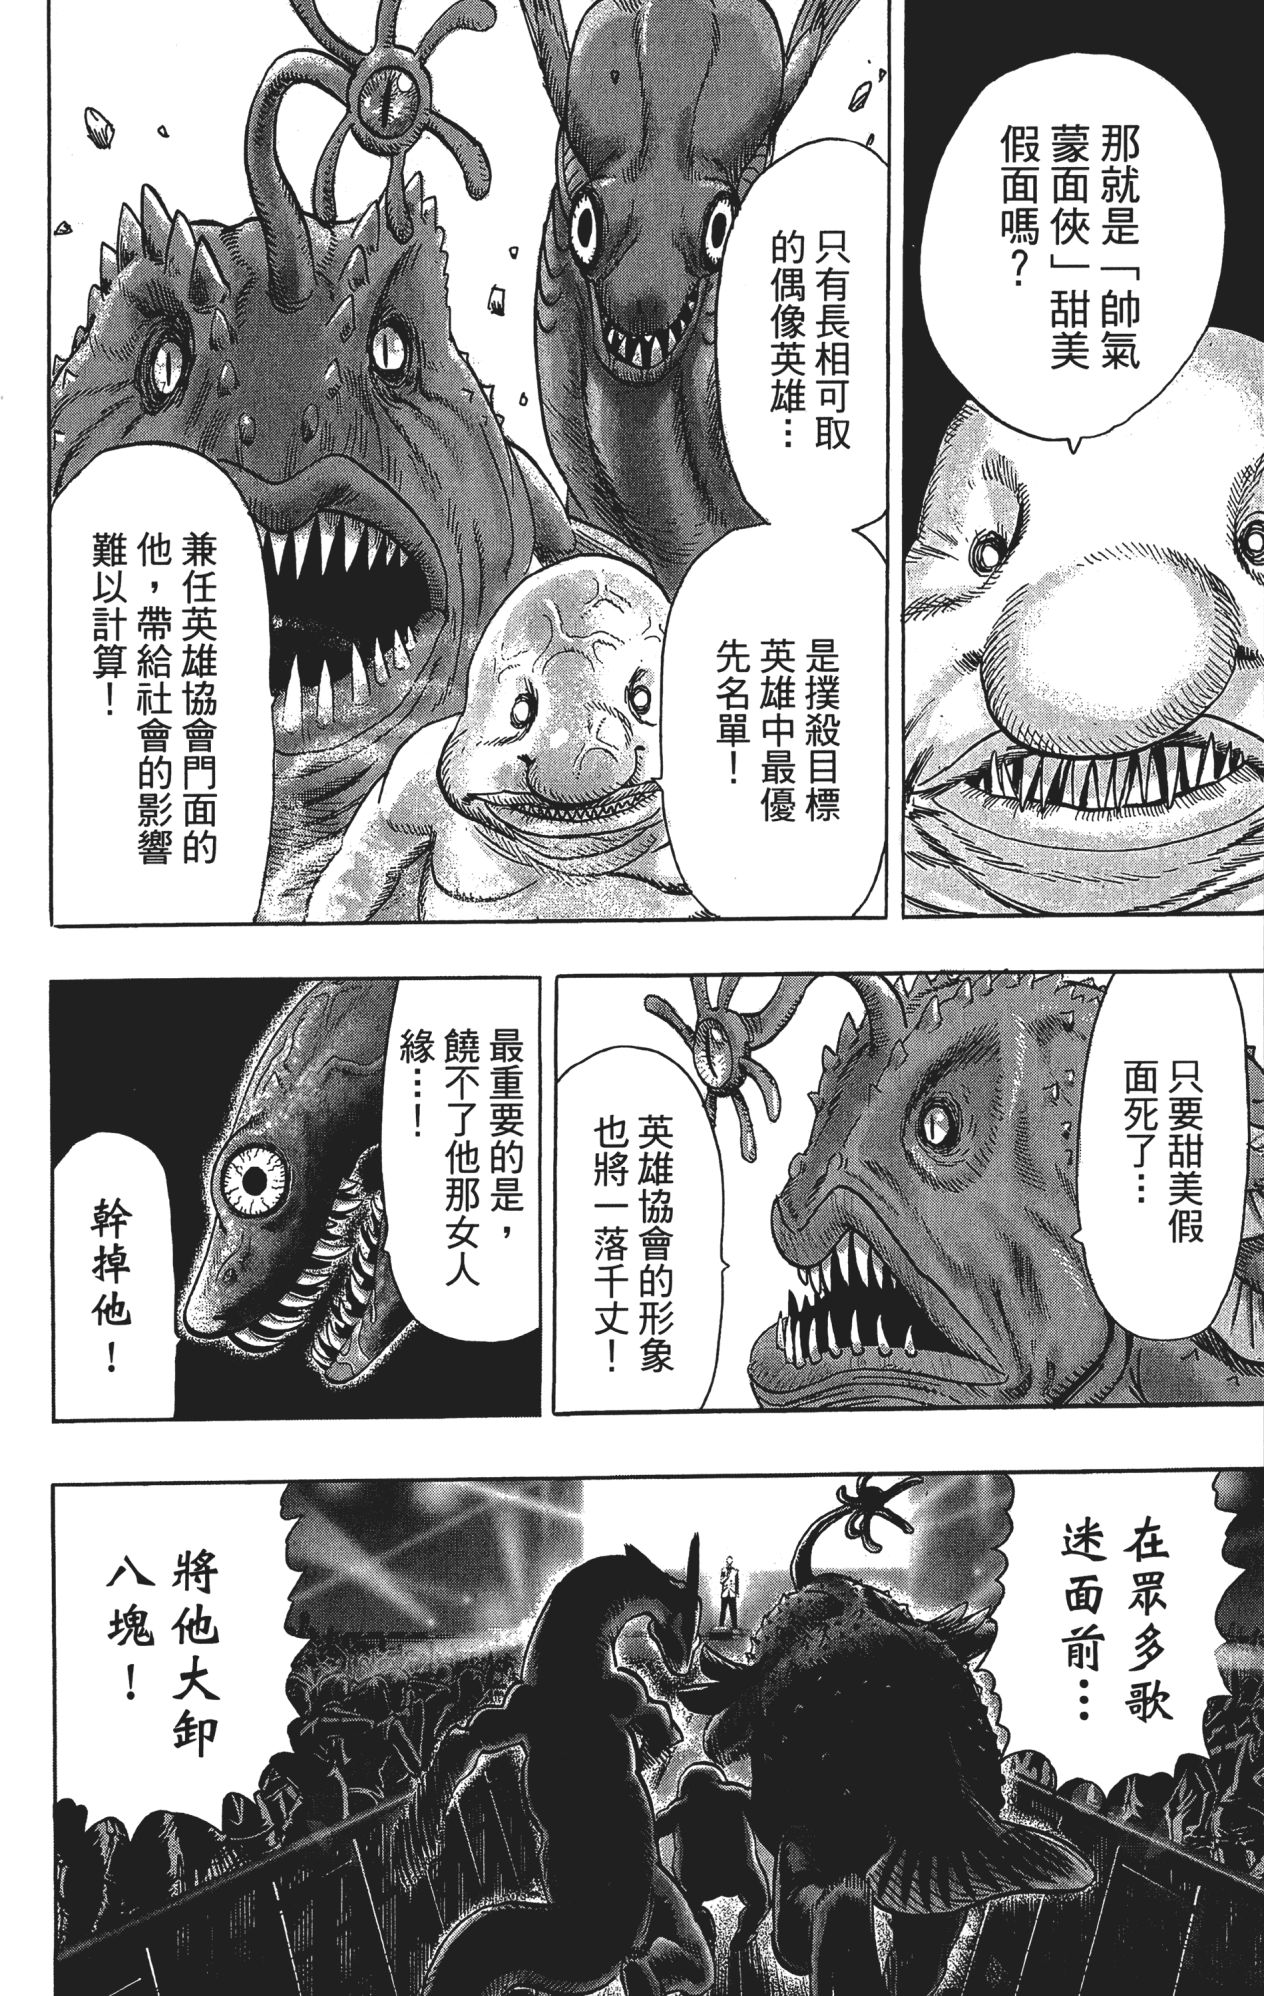 那就是「帥氣
蒙面俠」甜美
假面嗎？
只有長相可取
的偶像英雄…
是撲殺目標
英雄中最優
先名單！
兼任英雄協會門面的
他，帶給社會的影響
難以計算！
只要甜美假
面死了…
英雄協會的形象
也將一落千丈！
最重要的是，
饒不了他那女人
緣…！
幹掉他！
在眾多歌
迷面前…
將他大卸
八塊！